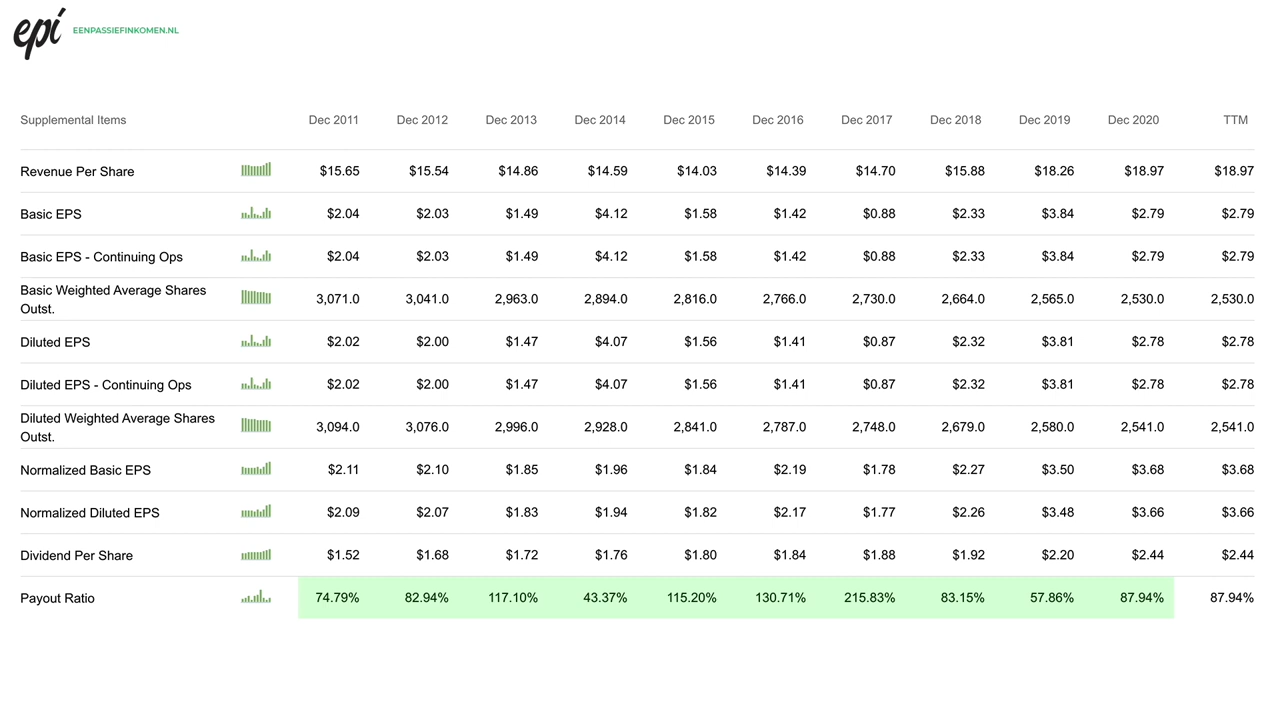 epi EENPASSIEFINKOMEN.NL
Supplemental Items Dec 2011 Dec 2012 Dec 2013 Dec 2014 Dec 2015 Dec 2016 Dec 2017 Dec 2018 Dec 2019 Dec 2020 TTM
Revenue Per Share $15.65 $15.54 $14.86 $14.59 $14.03 $14.39 $14.70 $15.88 $18.26 $18.97 $18.97
Basic EPS $2.04 $2.03 $1.49 $4.12 $1.58 $1.42 $0.88 $2.33 $3.84 $2.79 $2.79
Basic EPS - Continuing Ops $2.04 $2.03 $1.49 $4.12 $1.58 $1.42 $0.88 $2.33 $3.84 $2.79 $2.79
Basic Weighted Average Shares
Outst. 3,071.0 3,041.0 2,963.0 2,894.0 2,816.0 2,766.0 2,730.0 2,664.0 2,565.0 2,530.0 2,530.0
Diluted EPS $2.02 $2.00 $1.47 $4.07 $1.56 $1.41 $0.87 $2.32 $3.81 $2.78 $2.78
Diluted EPS - Continuing Ops $2.02 $2.00 $1.47 $4.07 $1.56 $1.41 $0.87 $2.32 $3.81 $2.78 $2.78
Diluted Weighted Average Shares
Outst. 3,094.0 3,076.0 2,996.0 2,928.0 2,841.0 2,787.0 2,748.0 2,679.0 2,580.0 2,541.0 2,541.0
Normalized Basic EPS $2.11 $2.10 $1.85 $1.96 $1.84 $2.19 $1.78 $2.27 $3.50 $3.68 $3.68
Normalized Diluted EPS $2.09 $2.07 $1.83 $1.94 $1.82 $2.17 $1.77 $2.26 $3.48 $3.66 $3.66
Dividend Per Share $1.52 $1.68 $1.72 $1.76 $1.80 $1.84 $1.88 $1.92 $2.20 $2.44 $2.44
Payout Ratio 74.79% 82.94% 117.10% 43.37% 115.20% 130.71% 215.83% 83.15% 57.86% 87.94% 87.94%